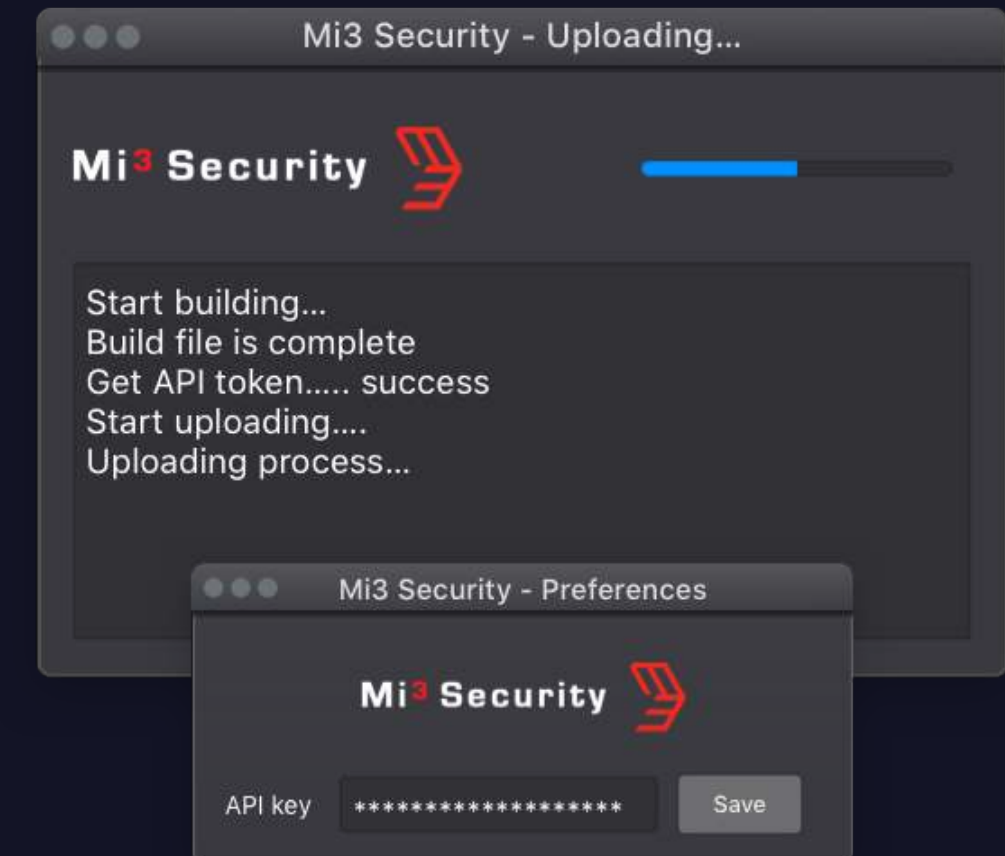 Mi3 Security - Uploading...
Mi³ Security
Start building...
Build file is complete
Get API token..... success
Start uploading....
Uploading process...
Mi3 Security - Preferences
Mi³ Security
API key ******************* Save